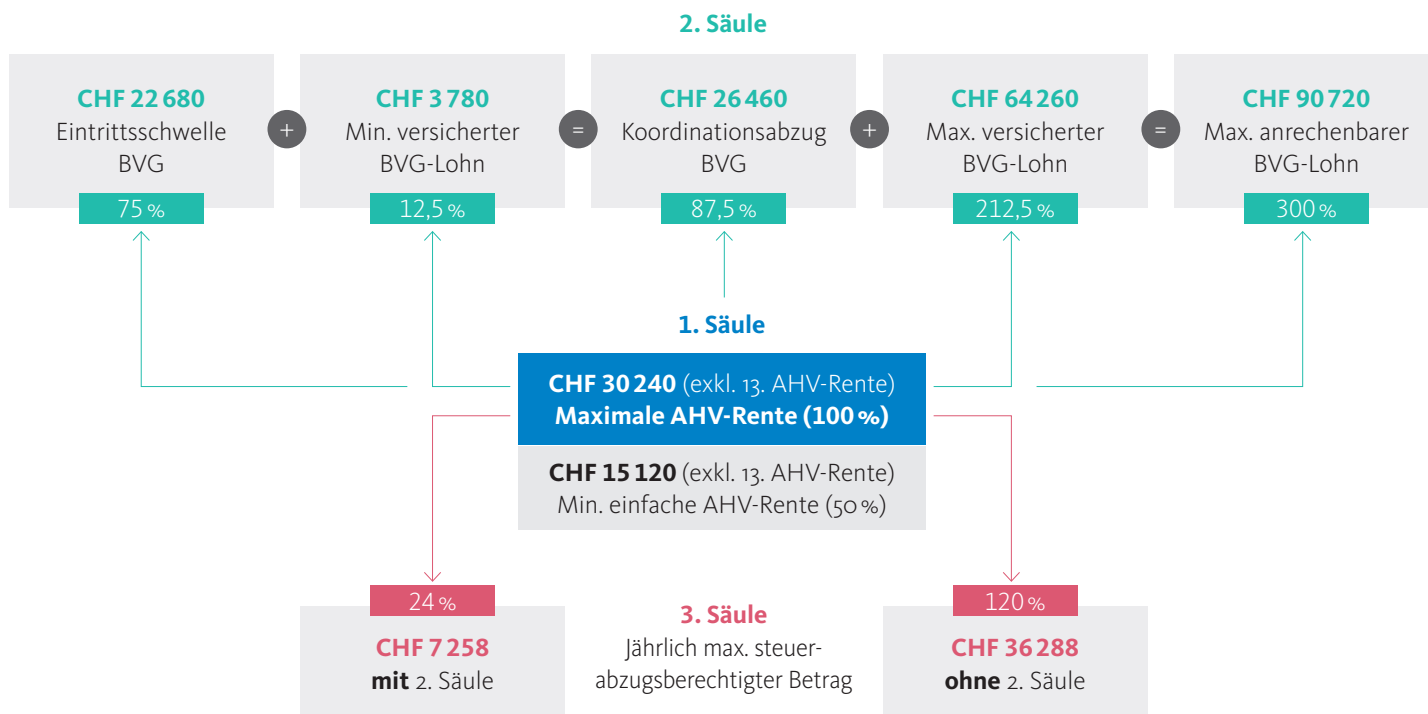 2. Säule
CHF 22 680
Eintrittsschwelle
BVG
75 %
+
CHF 3 780
Min. versicherter
BVG-Lohn
12,5 %
=
CHF 26 460
Koordinationsabzug
BVG
87,5 %
+
CHF 64 260
Max. versicherter
BVG-Lohn
212,5 %
=
CHF 90 720
Max. anrechenbarer
BVG-Lohn
300 %
1. Säule
CHF 30 240 (exkl. 13. AHV-Rente)
Maximale AHV-Rente (100 %)
CHF 15 120 (exkl. 13. AHV-Rente)
Min. einfache AHV-Rente (50 %)
24 %
CHF 7 258
mit 2. Säule
3. Säule
Jährlich max. steuer-
abzugsberechtigter Betrag
120 %
CHF 36 288
ohne 2. Säule